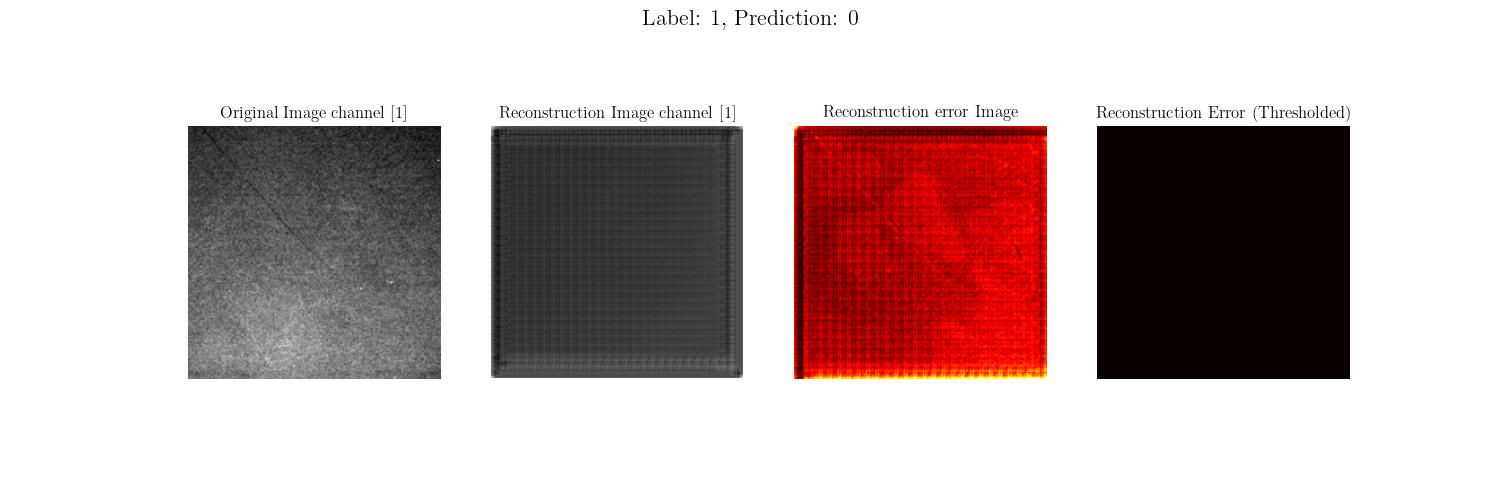 Label: 1, Prediction: 0
Original Image channel [1]
Reconstruction Image channel [1]
Reconstruction error Image
Reconstruction Error (Thresholded)